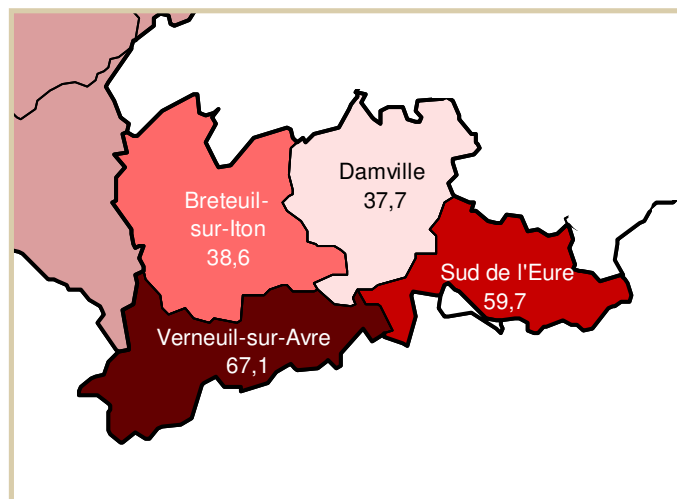 Damville
37,7
Breteuil-
sur-Iton
38,6
Sud de l'Eure
59,7
Verneuil-sur-Avre
67,1